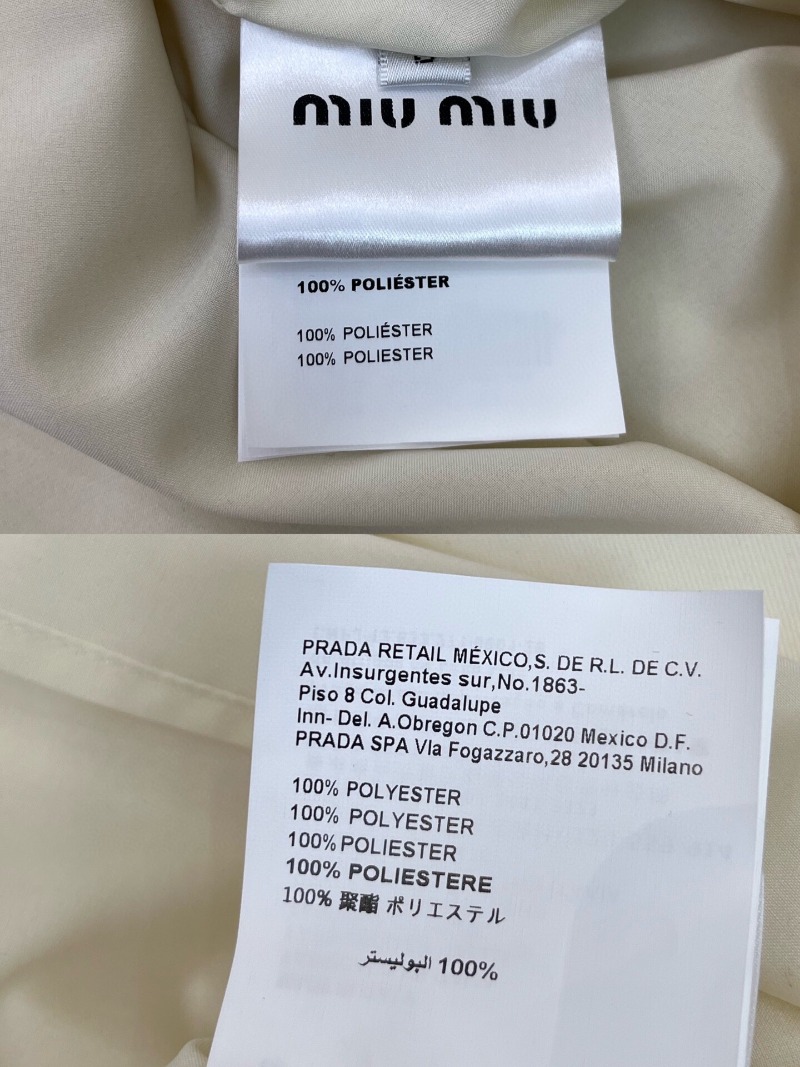 MIU MIU
100% POLIÉSTER
100% POLIÉSTER
100% POLIESTER
PRADA RETAIL MÉXICO,S. DE R.L. DE C.V.
Av.Insurgentes sur,No.1863-
Piso 8 Col. Guadalupe
Inn- Del. A.Obregon C.P.01020 Mexico D.F.
PRADA SPA VIa Fogazzaro,28 20135 Milano
100% POLYESTER
100% POLYESTER
100% POLIESTER
100% POLIESTERE
100% 聚酯 ポリエステル
100% البوليستر